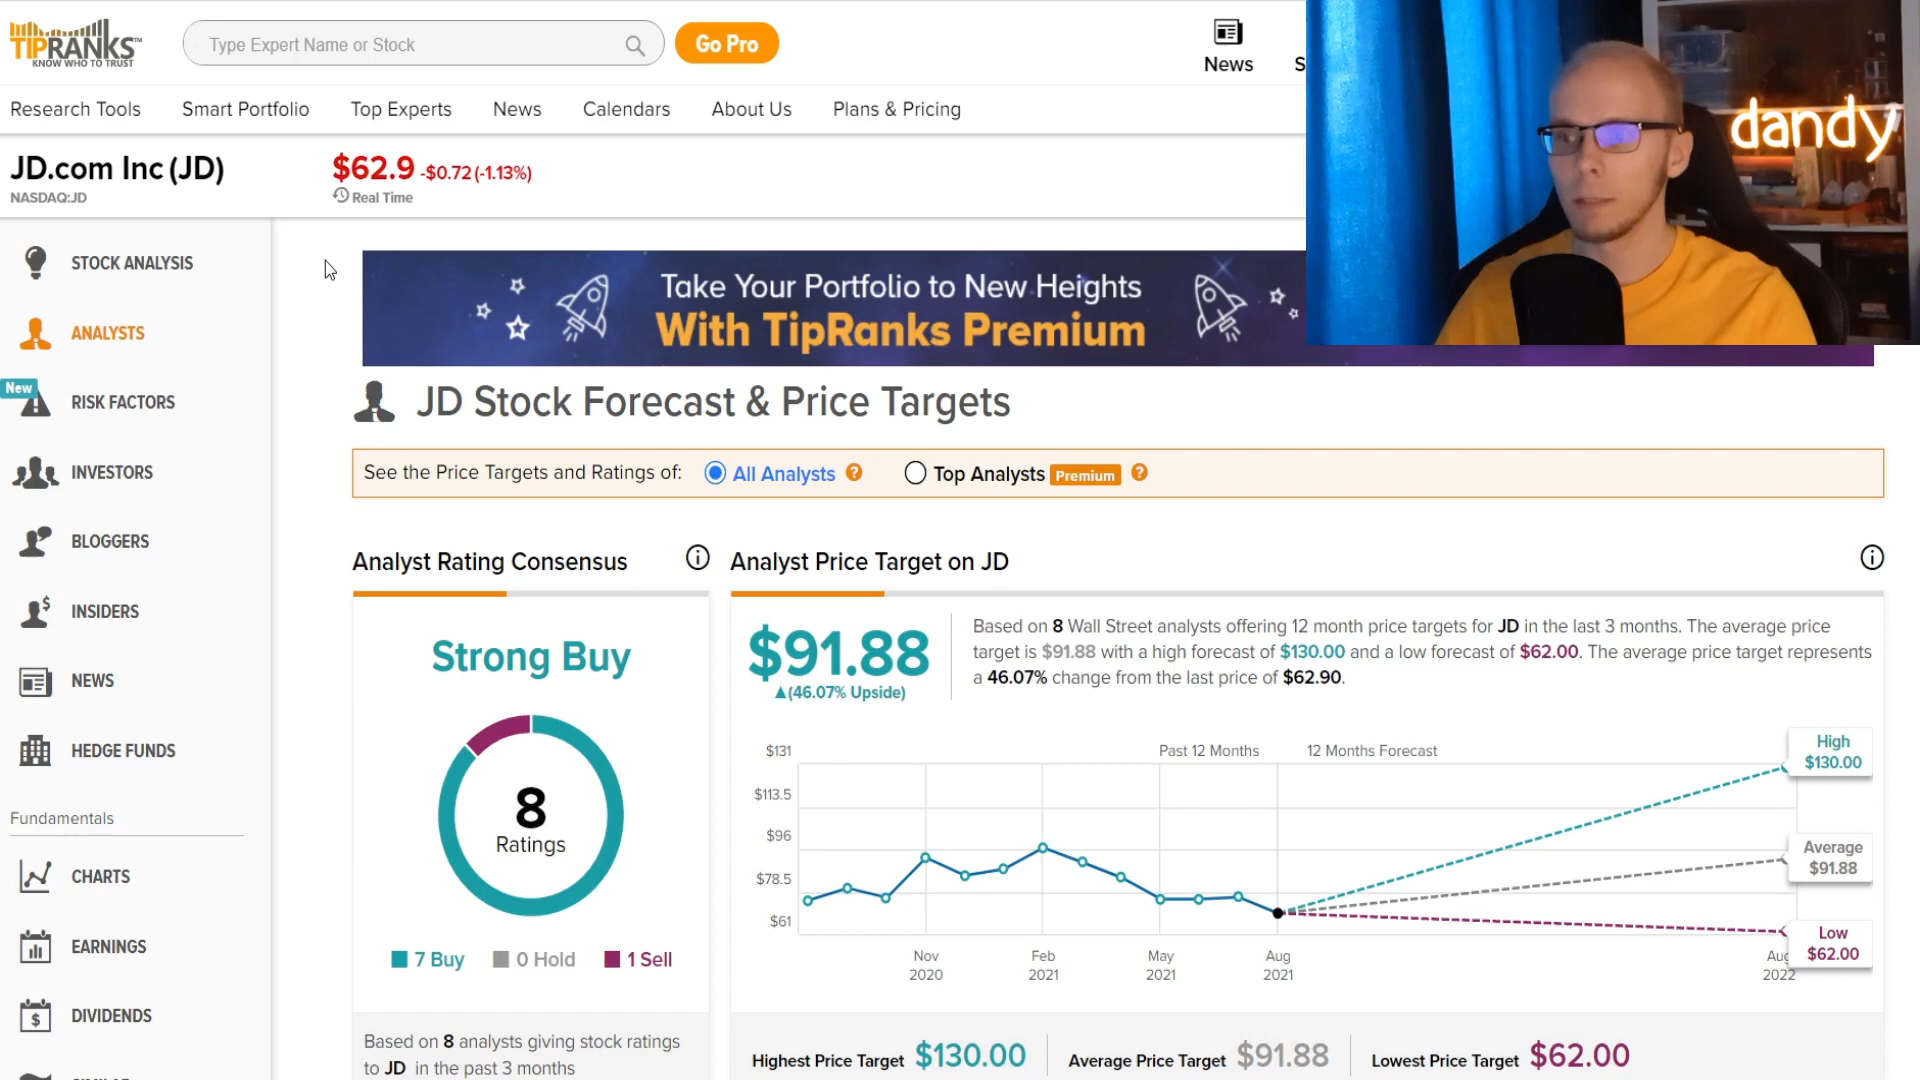 TIPRANKS™
KNOW WHO TO TRUST
Type Expert Name or Stock
Go Pro
News
S
Research Tools
Smart Portfolio
Top Experts
News
Calendars
About Us
Plans & Pricing
dandy
JD.com Inc (JD)
NASDAQ:JD
$62.9 -$0.72 (-1.13%)
Real Time
STOCK ANALYSIS
ANALYSTS
New
RISK FACTORS
INVESTORS
BLOGGERS
INSIDERS
NEWS
HEDGE FUNDS
Fundamentals
CHARTS
EARNINGS
DIVIDENDS
Take Your Portfolio to New Heights
With TipRanks Premium
JD Stock Forecast & Price Targets
See the Price Targets and Ratings of:
All Analysts ?
Top Analysts Premium ?
Analyst Rating Consensus
Strong Buy
8
Ratings
7 Buy
0 Hold
1 Sell
Based on 8 analysts giving stock ratings
to JD in the past 3 months
Analyst Price Target on JD
$91.88
▲(46.07% Upside)
Based on 8 Wall Street analysts offering 12 month price targets for JD in the last 3 months. The average price
target is $91.88 with a high forecast of $130.00 and a low forecast of $62.00. The average price target represents
a 46.07% change from the last price of $62.90.
Past 12 Months
12 Months Forecast
$131
$113.5
$96
$78.5
$61
Nov
2020
Feb
2021
May
2021
Aug
2021
Aug
2022
High
$130.00
Average
$91.88
Low
$62.00
Highest Price Target $130.00
Average Price Target $91.88
Lowest Price Target $62.00